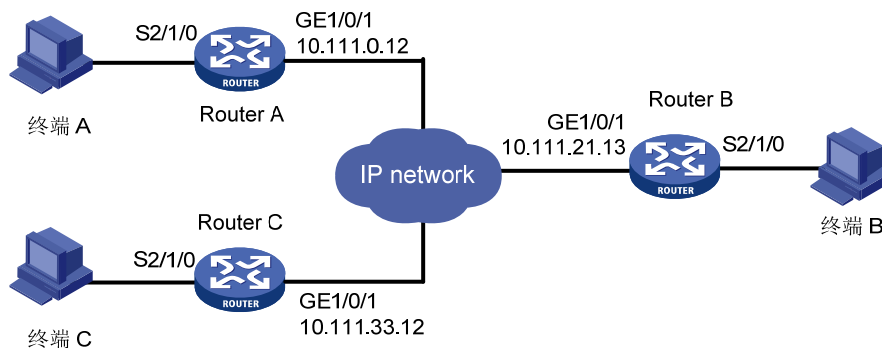 S2/1/0
GE1/0/1
10.111.0.12
ROUTER
终端 A
Router A
IP network
Router B
GE1/0/1
10.111.21.13
S2/1/0
ROUTER
终端 B
Router C
S2/1/0
ROUTER
GE1/0/1
10.111.33.12
终端 C